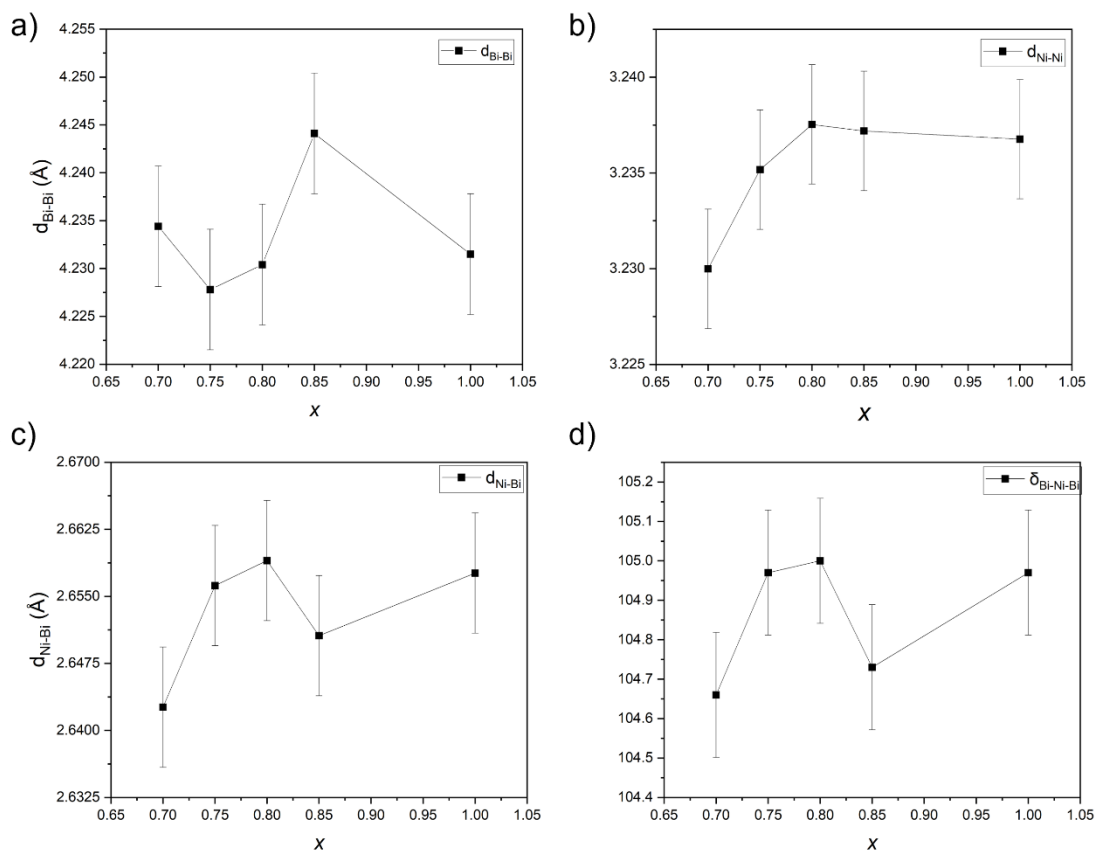 a)
4.255
4.250
4.245
4.240
4.235
4.230
4.225
4.220
d_Bi-Bi (Å)
d_Bi-Bi
0.65 0.70 0.75 0.80 0.85 0.90 0.95 1.00 1.05
x
b)
3.240
3.235
3.230
3.225
d_Ni-Ni
0.65 0.70 0.75 0.80 0.85 0.90 0.95 1.00 1.05
x
c)
2.6700
2.6625
2.6550
2.6475
2.6400
2.6325
d_Ni-Bi (Å)
d_Ni-Bi
0.65 0.70 0.75 0.80 0.85 0.90 0.95 1.00 1.05
x
d)
105.2
105.1
105.0
104.9
104.8
104.7
104.6
104.5
104.4
δ_Bi-Ni-Bi
0.65 0.70 0.75 0.80 0.85 0.90 0.95 1.00 1.05
x